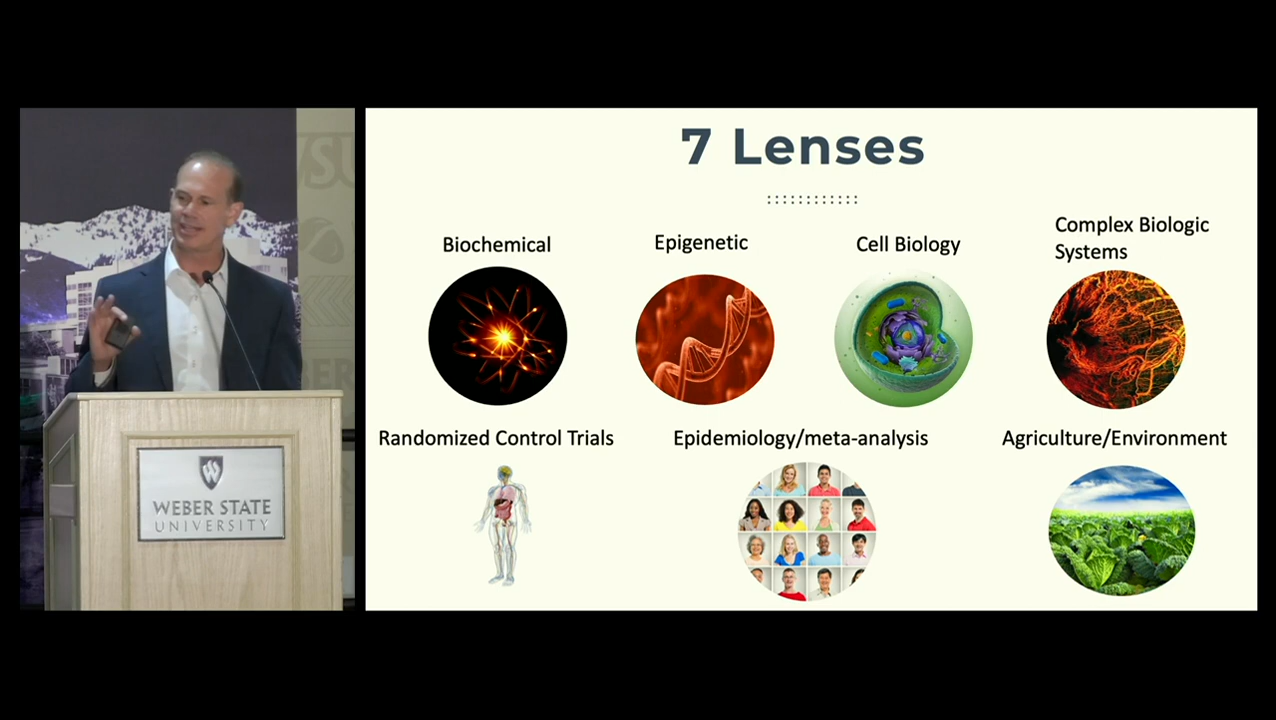 7 Lenses
Biochemical
Epigenetic
Cell Biology
Complex Biologic
Systems
Randomized Control Trials
Epidemiology/meta-analysis
Agriculture/Environment
W
WEBER STATE
UNIVERSITY